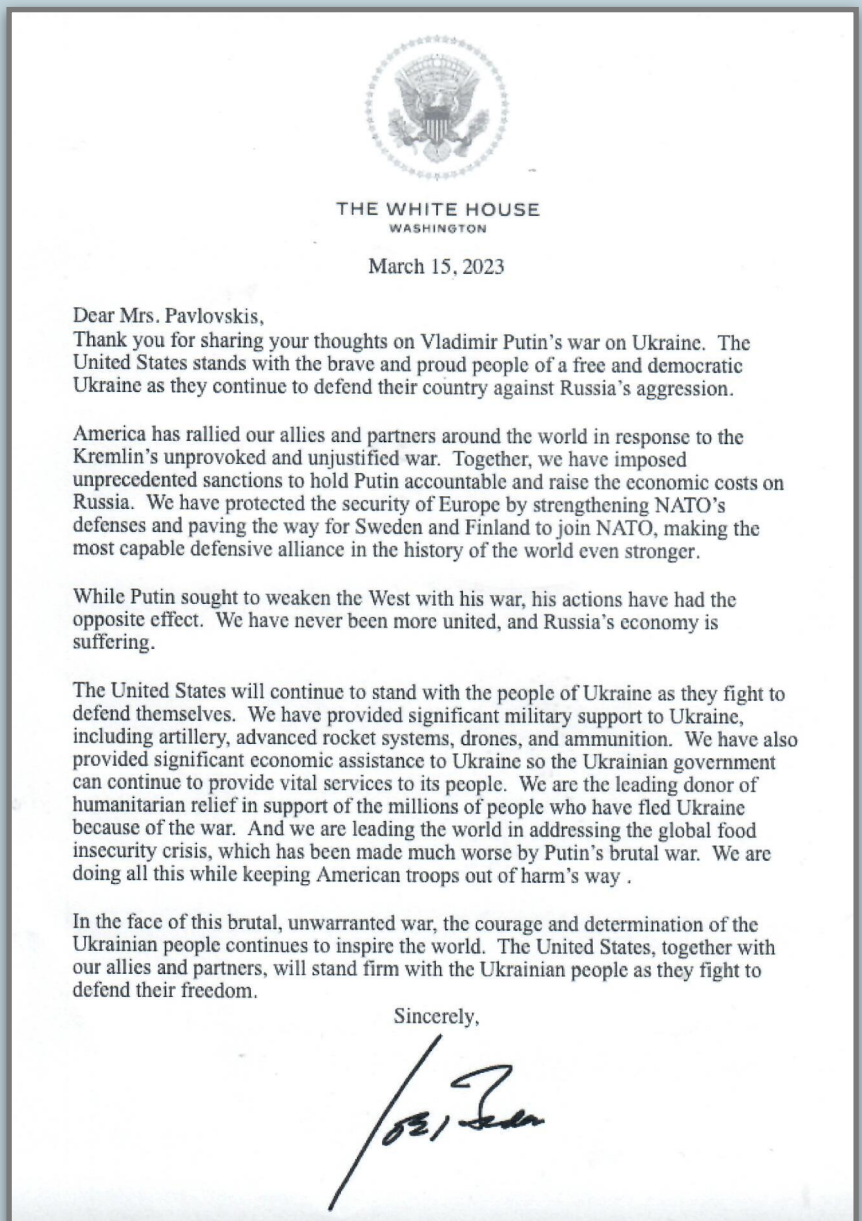 THE WHITE HOUSE
WASHINGTON
March 15, 2023
Dear Mrs. Pavlovskis,
Thank you for sharing your thoughts on Vladimir Putin’s war on Ukraine.  The
United States stands with the brave and proud people of a free and democratic
Ukraine as they continue to defend their country against Russia’s aggression.
America has rallied our allies and partners around the world in response to the
Kremlin’s unprovoked and unjustified war.  Together, we have imposed
unprecedented sanctions to hold Putin accountable and raise the economic costs on
Russia.  We have protected the security of Europe by strengthening NATO’s
defenses and paving the way for Sweden and Finland to join NATO, making the
most capable defensive alliance in the history of the world even stronger.
While Putin sought to weaken the West with his war, his actions have had the
opposite effect.  We have never been more united, and Russia’s economy is
suffering.
The United States will continue to stand with the people of Ukraine as they fight to
defend themselves.  We have provided significant military support to Ukraine,
including artillery, advanced rocket systems, drones, and ammunition.  We have also
provided significant economic assistance to Ukraine so the Ukrainian government
can continue to provide vital services to its people.  We are the leading donor of
humanitarian relief in support of the millions of people who have fled Ukraine
because of the war.  And we are leading the world in addressing the global food
insecurity crisis, which has been made much worse by Putin’s brutal war.  We are
doing all this while keeping American troops out of harm’s way .
In the face of this brutal, unwarranted war, the courage and determination of the
Ukrainian people continues to inspire the world.  The United States, together with
our allies and partners, will stand firm with the Ukrainian people as they fight to
defend their freedom.
Sincerely,
Joe Biden